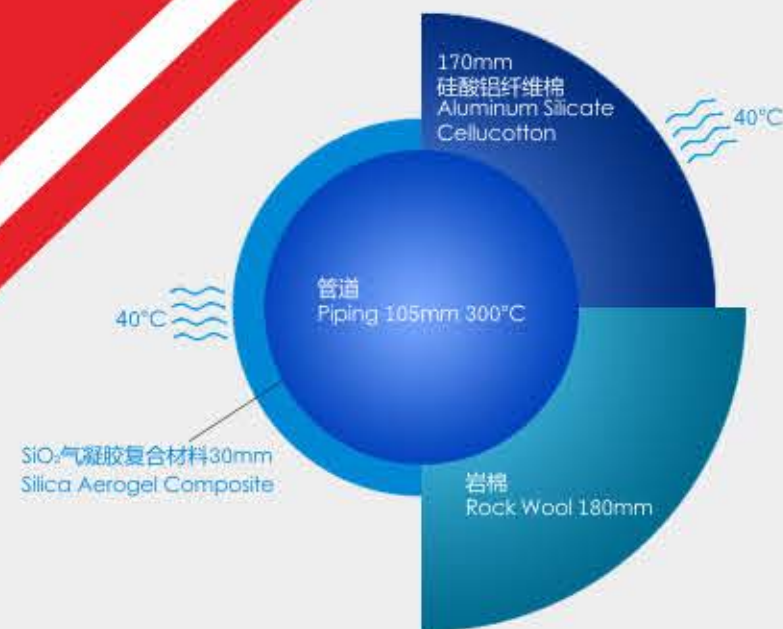 170mm
硅酸铝纤维棉
Aluminum Silicate
Cellucotton
40°C
管道
Piping 105mm 300°C
40°C
SiO₂气凝胶复合材料30mm
Silica Aerogel Composite
岩棉
Rock Wool 180mm